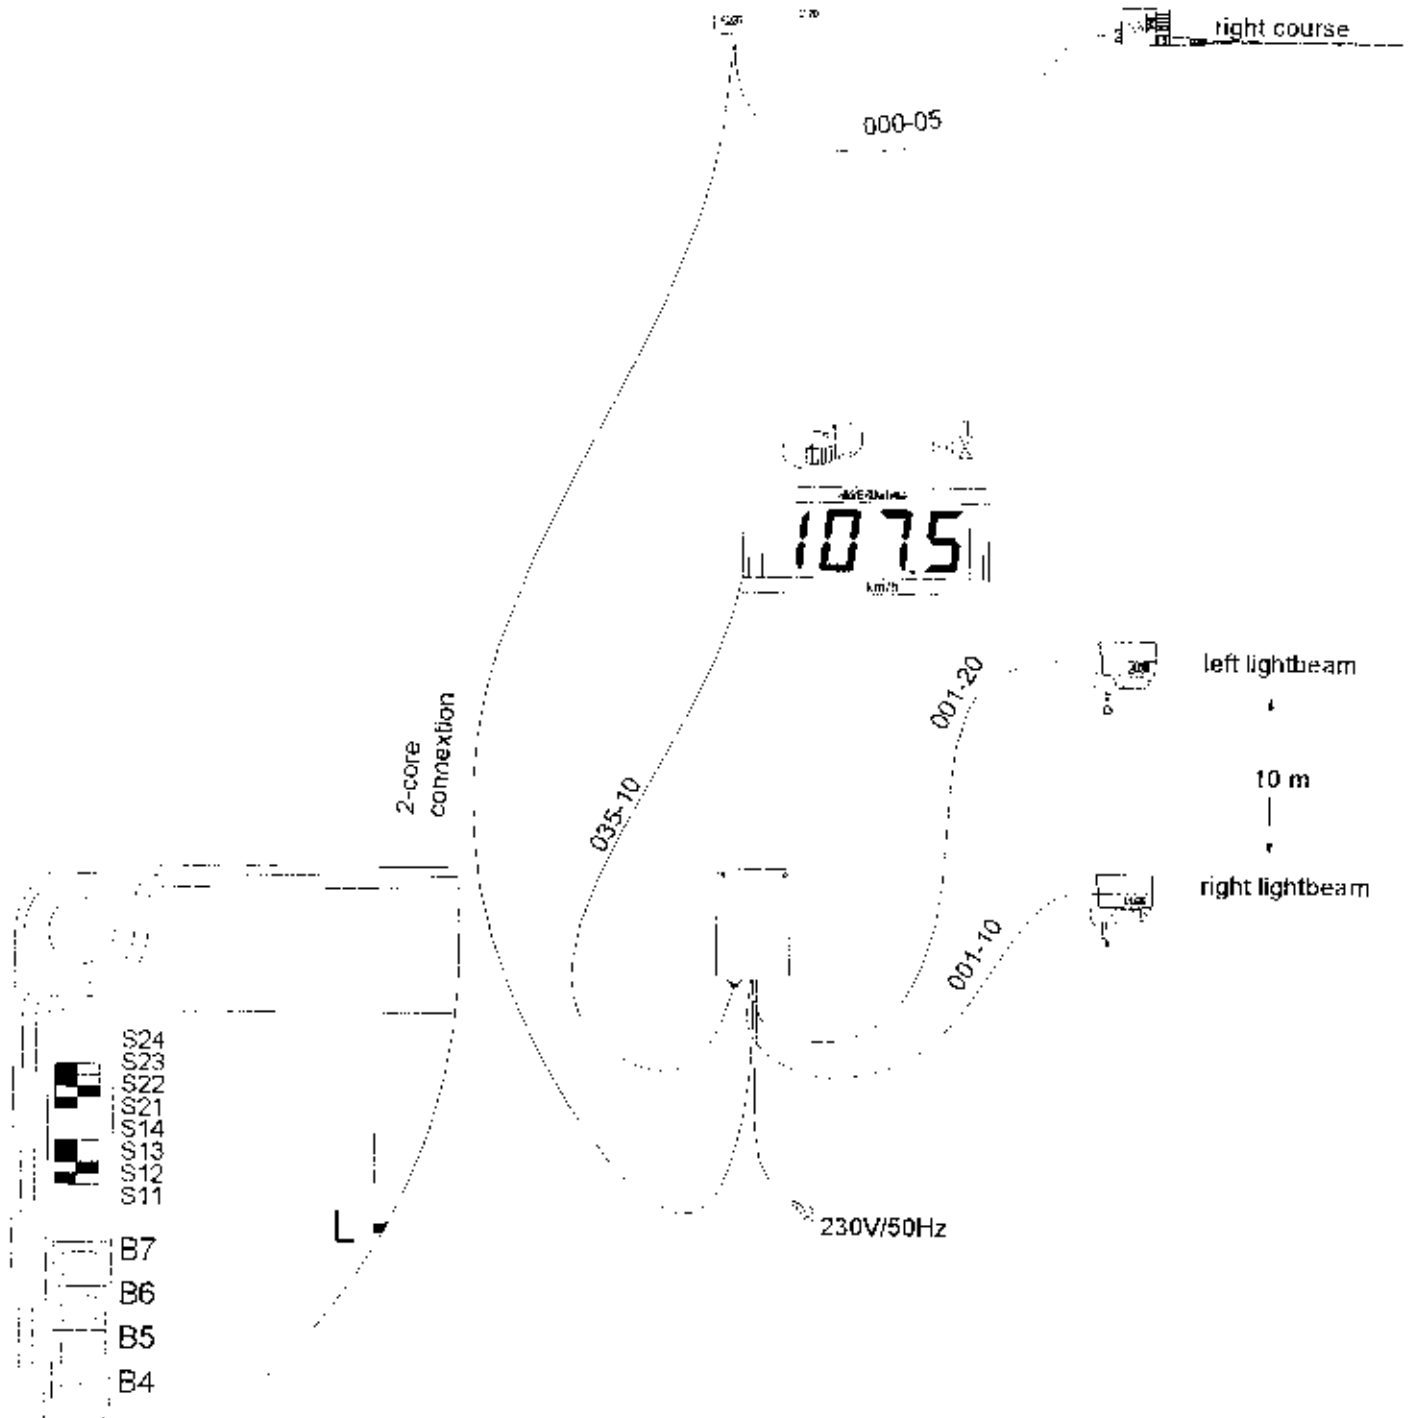 right course
000-05
107.5
km/h
001-20
left lightbeam
2-core
connextion
10 m
035-10
right lightbeam
001-10
S24
S23
S22
S21
S14
S13
S12
S11
L
230V/50Hz
B7
B6
B5
B4